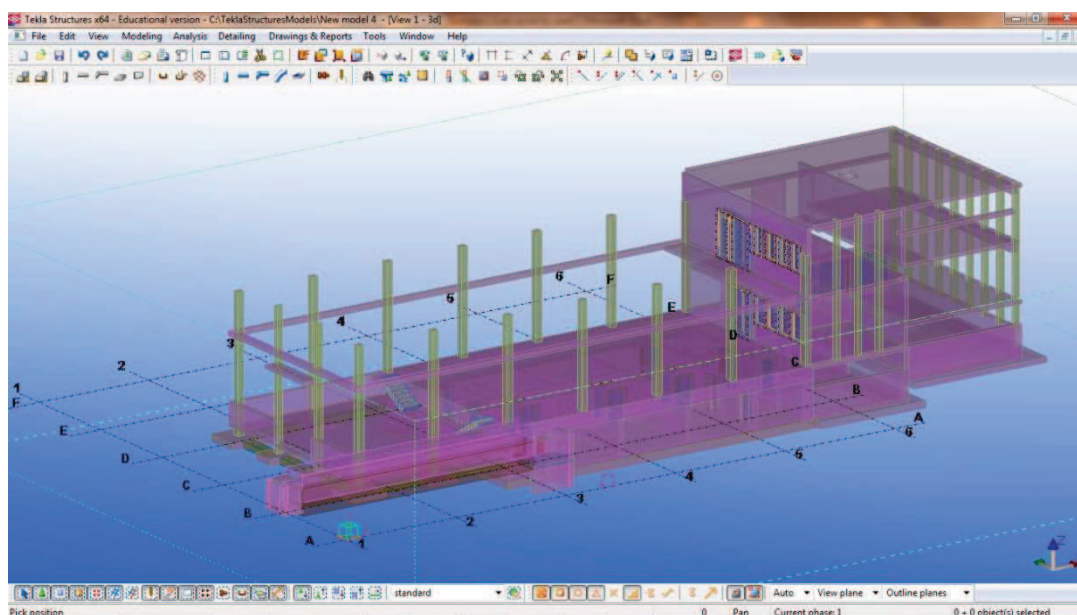 Tekla Structures x64 - Educational version - C:\TeklaStructuresModels\New model 4 - [View 1 - 3d]
File Edit View Modeling Analysis Detailing Drawings & Reports Tools Window Help
6
F
5
E
4
D
3
C
2
B
1
A
F
6
E
5
D
4
C
3
B
2
A
1
Z
standard
Auto
View plane
Outline planes
Pick position
0
Pan
Current phase: 1
0 + 0 object(s) selected